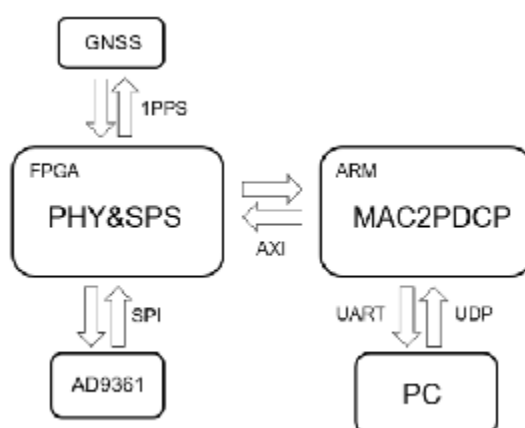 GNSS
1PPS
FPGA
PHY&SPS
ARM
MAC2PDCP
AXI
SPI
UART
UDP
AD9361
PC